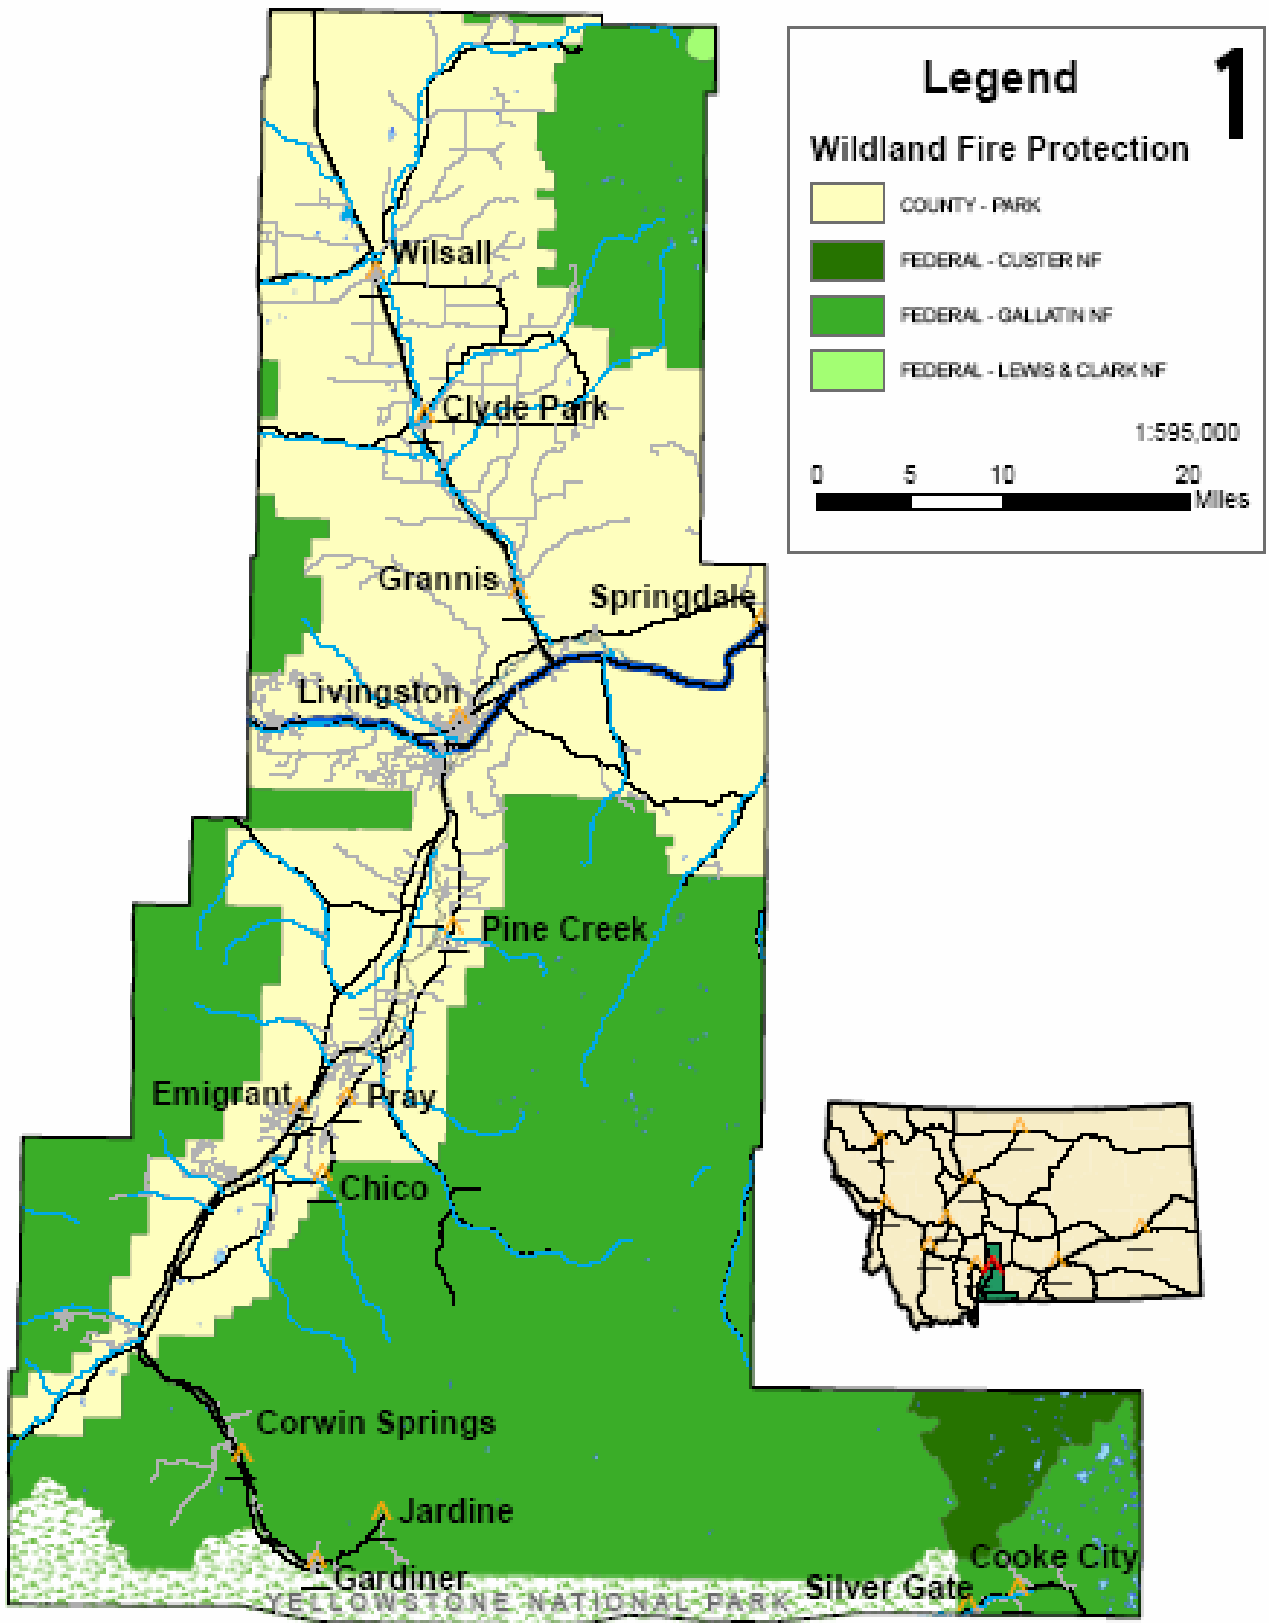 Legend
1
Wildland Fire Protection
COUNTY - PARK
FEDERAL - CUSTER NF
FEDERAL - GALLATIN NF
FEDERAL - LEWIS & CLARK NF
1:595,000
0 5 10 20
Miles
Wilsall
Clyde Park
Grannis
Springdale
Livingston
Pine Creek
Emigrant
Pray
Chico
Corwin Springs
Jardine
Cooke City
Gardiner
Silver Gate
YELLOWSTONE NATIONAL PARK